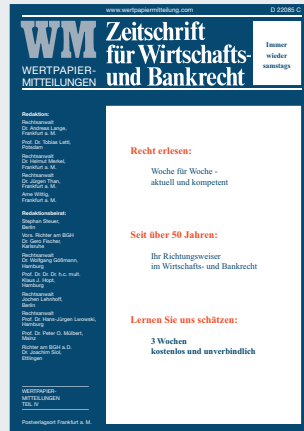 www.wertpapiermitteilung.com
D 22085 C
WM
WERTPAPIER-
MITTEILUNGEN
Zeitschrift
für Wirtschafts-
und Bankrecht
Immer
wieder
samstags
Redaktion:
Rechtsanwalt
Dr. Andreas Lange,
Frankfurt a. M.
Prof. Dr. Tobias Lettl,
Potsdam
Rechtsanwalt
Dr. Helmut Merkel,
Frankfurt a. M.
Rechtsanwalt
Dr. Jürgen Than,
Frankfurt a. M.
Arne Wittig,
Frankfurt a. M.
Redaktionsbeirat:
Stephan Steuer,
Berlin
Vors. Richter am BGH
Dr. Gero Fischer,
Karlsruhe
Rechtsanwalt
Dr. Wolfgang Gößmann,
Hamburg
Prof. Dr. Dr. Dr. h.c. mult.
Klaus J. Hopt,
Hamburg
Rechtsanwalt
Jochen Lehnhoff,
Berlin
Rechtsanwalt
Prof. Dr. Hans-Jürgen Lwowski,
Hamburg
Prof. Dr. Peter O. Mülbert,
Mainz
Richter am BGH a.D.
Dr. Joachim Siol,
Ettlingen
WERTPAPIER-
MITTEILUNGEN
TEIL IV
Postverlagsort Frankfurt a. M.
Recht erlesen:
Woche für Woche -
aktuell und kompetent
Seit über 50 Jahren:
Ihr Richtungsweiser
im Wirtschafts- und Bankrecht
Lernen Sie uns schätzen:
3 Wochen
kostenlos und unverbindlich